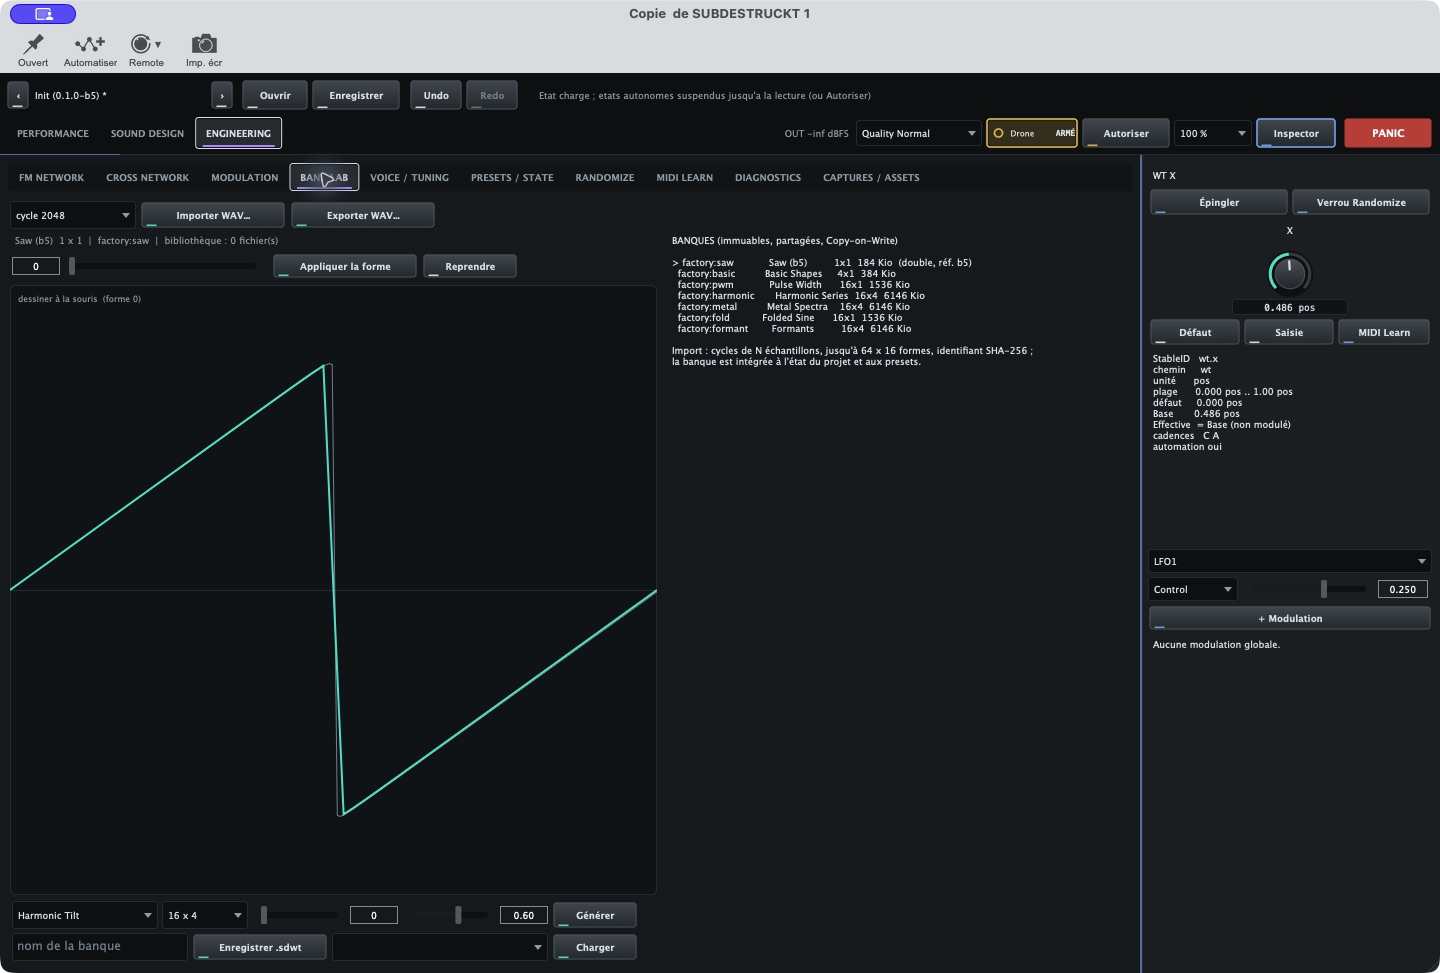 Copie de SUBDESTRUCKT 1
Ouvert Automatiser Remote Imp. écr
‹ Init (0.1.0-b5) * › Ouvrir Enregistrer Undo Redo Etat charge ; etats autonomes suspendus jusqu'a la lecture (ou Autoriser)
PERFORMANCE SOUND DESIGN ENGINEERING OUT -inf dBFS Quality Normal Drone ARMÉ Autoriser 100 % Inspector PANIC
FM NETWORK CROSS NETWORK MODULATION BANK LAB VOICE / TUNING PRESETS / STATE RANDOMIZE MIDI LEARN DIAGNOSTICS CAPTURES / ASSETS
cycle 2048 Importer WAV... Exporter WAV...
Saw (b5) 1 x 1 | factory:saw | bibliothèque : 0 fichier(s)
0 Appliquer la forme Reprendre
dessiner à la souris (forme 0)
Harmonic Tilt 16 x 4 0 0.60 Générer
nom de la banque Enregistrer .sdwt Charger
BANQUES (immuables, partagées, Copy-on-Write)
> factory:saw Saw (b5) 1x1 184 Kio (double, réf. b5)
factory:basic Basic Shapes 4x1 384 Kio
factory:pwm Pulse Width 16x1 1536 Kio
factory:harmonic Harmonic Series 16x4 6146 Kio
factory:metal Metal Spectra 16x4 6146 Kio
factory:fold Folded Sine 16x1 1536 Kio
factory:formant Formants 16x4 6146 Kio
Import : cycles de N échantillons, jusqu'à 64 x 16 formes, identifiant SHA-256 ;
la banque est intégrée à l'état du projet et aux presets.
WT X
Épingler Verrou Randomize
X
0.486 pos
Défaut Saisie MIDI Learn
StableID wt.x
chemin wt
unité pos
plage 0.000 pos .. 1.00 pos
défaut 0.000 pos
Base 0.486 pos
Effective = Base (non modulé)
cadences C A
automation oui
LFO1
Control 0.250
+ Modulation
Aucune modulation globale.